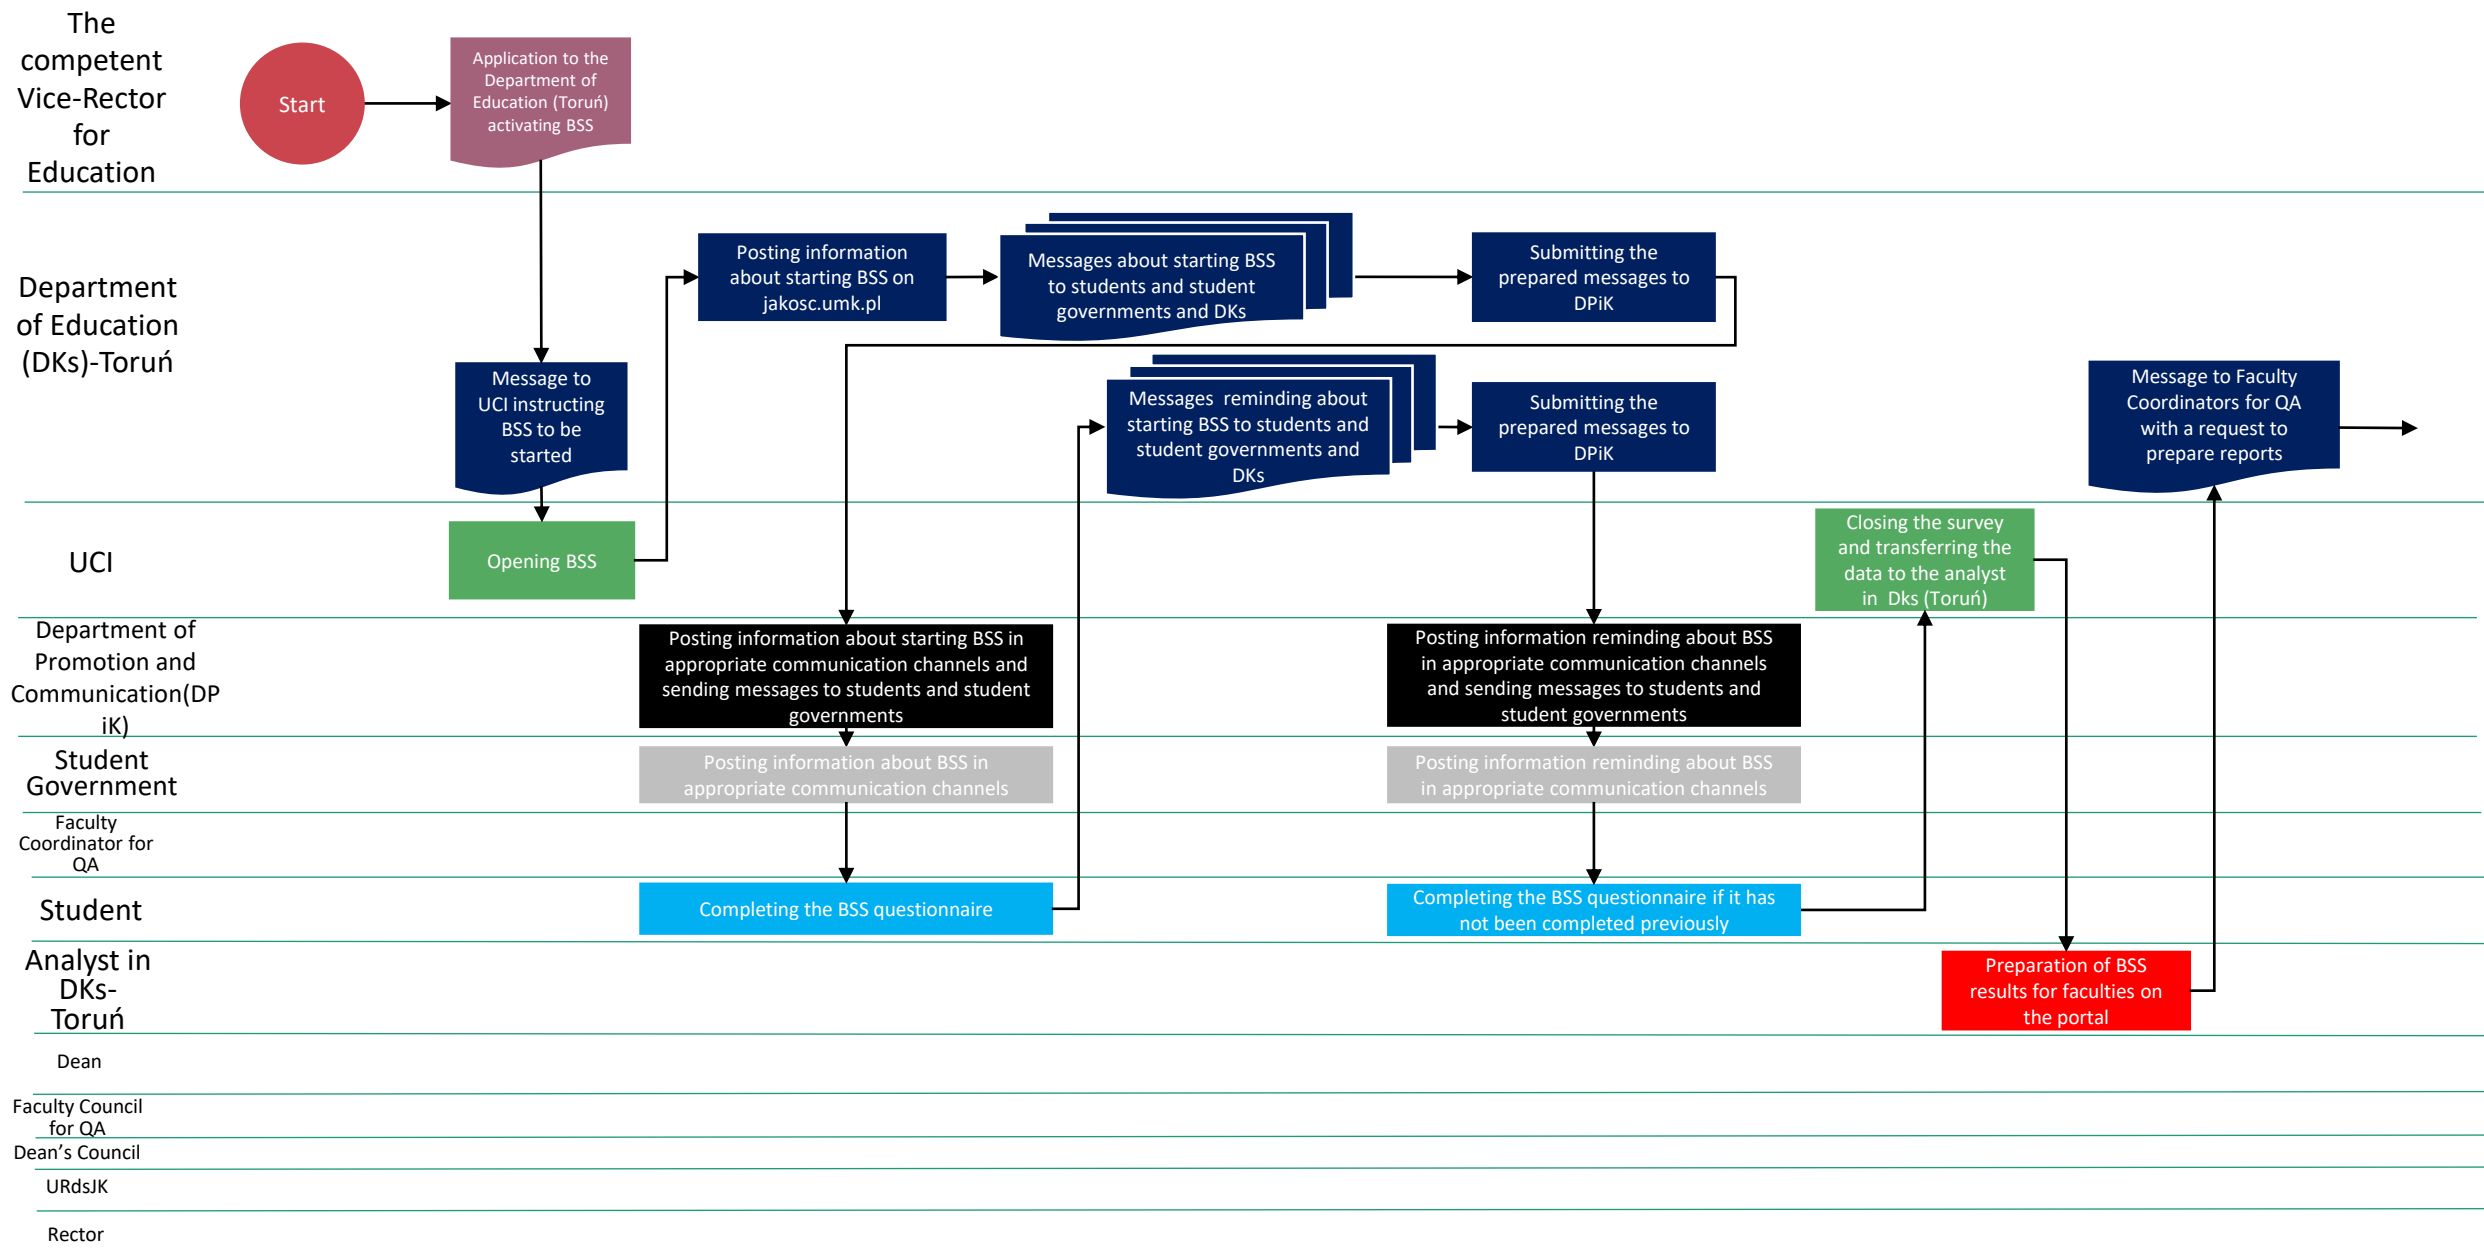 The
competent
Vice-Rector
for
Education
Start
Application to the
Department of
Education (Toruń)
activating BSS
Department
of Education
(DKs)-Toruń
Posting information
about starting BSS on
jakosc.umk.pl
Messages about starting BSS
to students and student
governments and DKs
Submitting the
prepared messages to
DPiK
Message to
UCI instructing
BSS to be
started
Messages  reminding about
starting BSS to students and
student governments and
DKs
Submitting the
prepared messages to
DPiK
Message to Faculty
Coordinators for QA
with a request to
prepare reports
UCI
Opening BSS
Closing the survey
and transferring the
data to the analyst
in  Dks (Toruń)
Department of
Promotion and
Communication(DP
iK)
Posting information about starting BSS in
appropriate communication channels and
sending messages to students and student
governments
Posting information reminding about BSS
in appropriate communication channels
and sending messages to students and
student governments
Student
Government
Posting information about BSS in
appropriate communication channels
Posting information reminding about BSS
in appropriate communication channels
Faculty
Coordinator for
QA
Student
Completing the BSS questionnaire
Completing the BSS questionnaire if it has
not been completed previously
Analyst in
DKs-
Toruń
Preparation of BSS
results for faculties on
the portal
Dean
Faculty Council
for QA
Dean’s Council
URdsJK
Rector